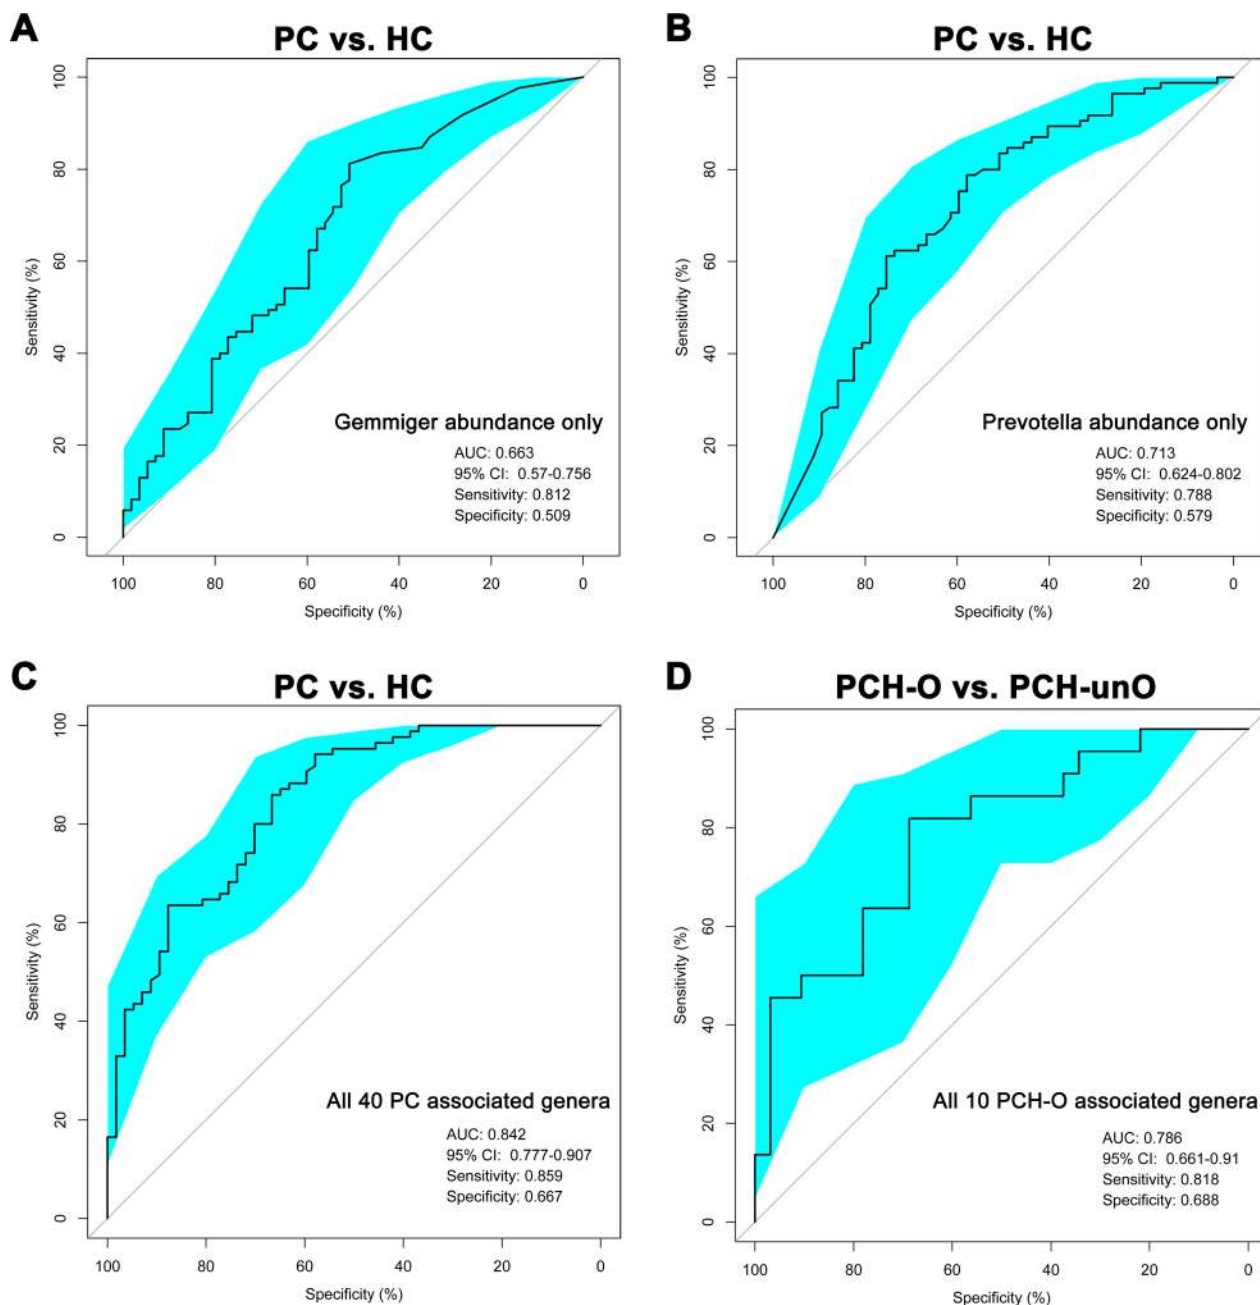 A
PC vs. HC
100
80
60
40
20
0
Sensitivity (%)
Gemmiger abundance only
AUC: 0.663
95% CI: 0.57-0.756
Sensitivity: 0.812
Specificity: 0.509
100 80 60 40 20 0
Specificity (%)
B
PC vs. HC
100
80
60
40
20
0
Sensitivity (%)
Prevotella abundance only
AUC: 0.713
95% CI: 0.624-0.802
Sensitivity: 0.788
Specificity: 0.579
100 80 60 40 20 0
Specificity (%)
C
PC vs. HC
100
80
60
40
20
0
Sensitivity (%)
All 40 PC associated genera
AUC: 0.842
95% CI: 0.777-0.907
Sensitivity: 0.859
Specificity: 0.667
100 80 60 40 20 0
Specificity (%)
D
PCH-O vs. PCH-unO
100
80
60
40
20
0
Sensitivity (%)
All 10 PCH-O associated genera
AUC: 0.786
95% CI: 0.661-0.91
Sensitivity: 0.818
Specificity: 0.688
100 80 60 40 20 0
Specificity (%)